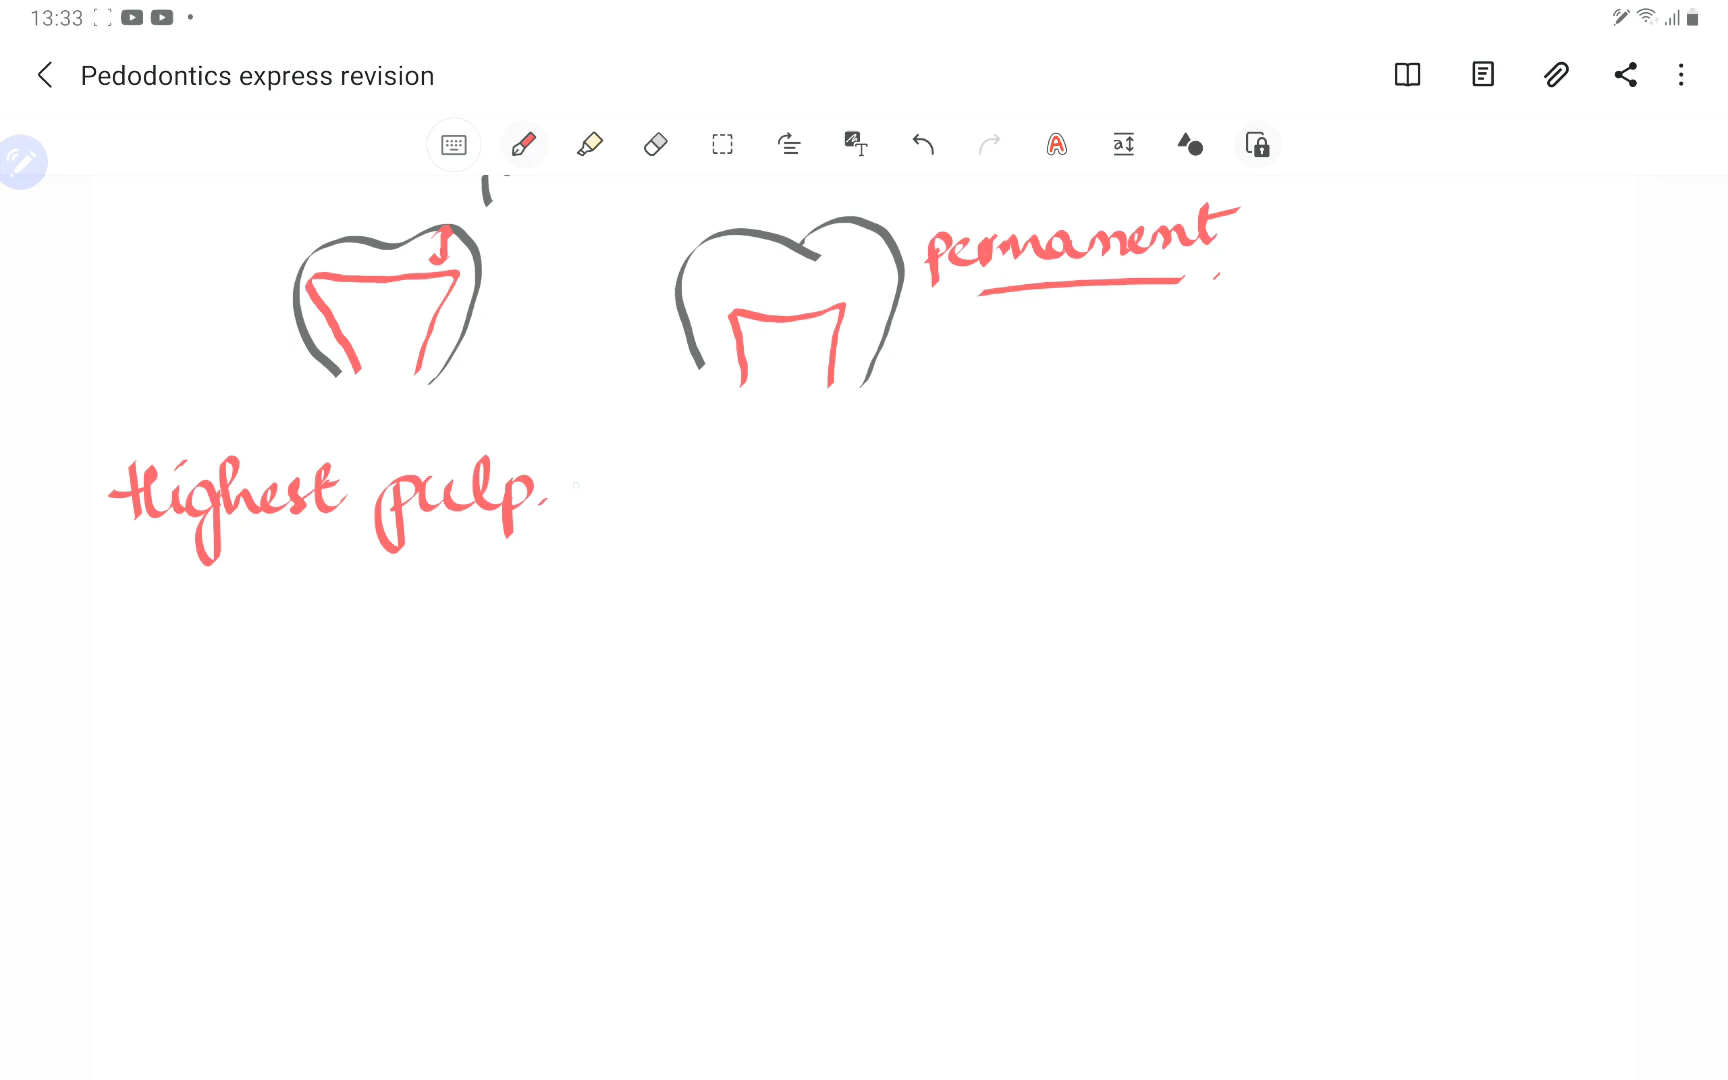 13:33
Pedodontics express revision
permanent
Highest pulp.